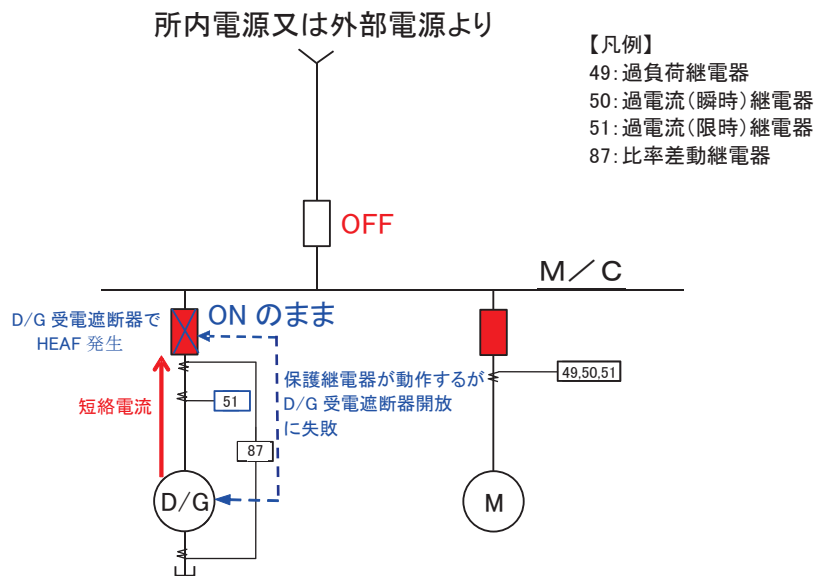 所内電源又は外部電源より
【凡例】
49:過負荷継電器
50:過電流(瞬時)継電器
51:過電流(限時)継電器
87:比率差動継電器
OFF
M/C
D/G 受電遮断器で
HEAF 発生
ON のまま
保護継電器が動作するが
D/G 受電遮断器開放
に失敗
短絡電流
51
87
49,50,51
D/G
M